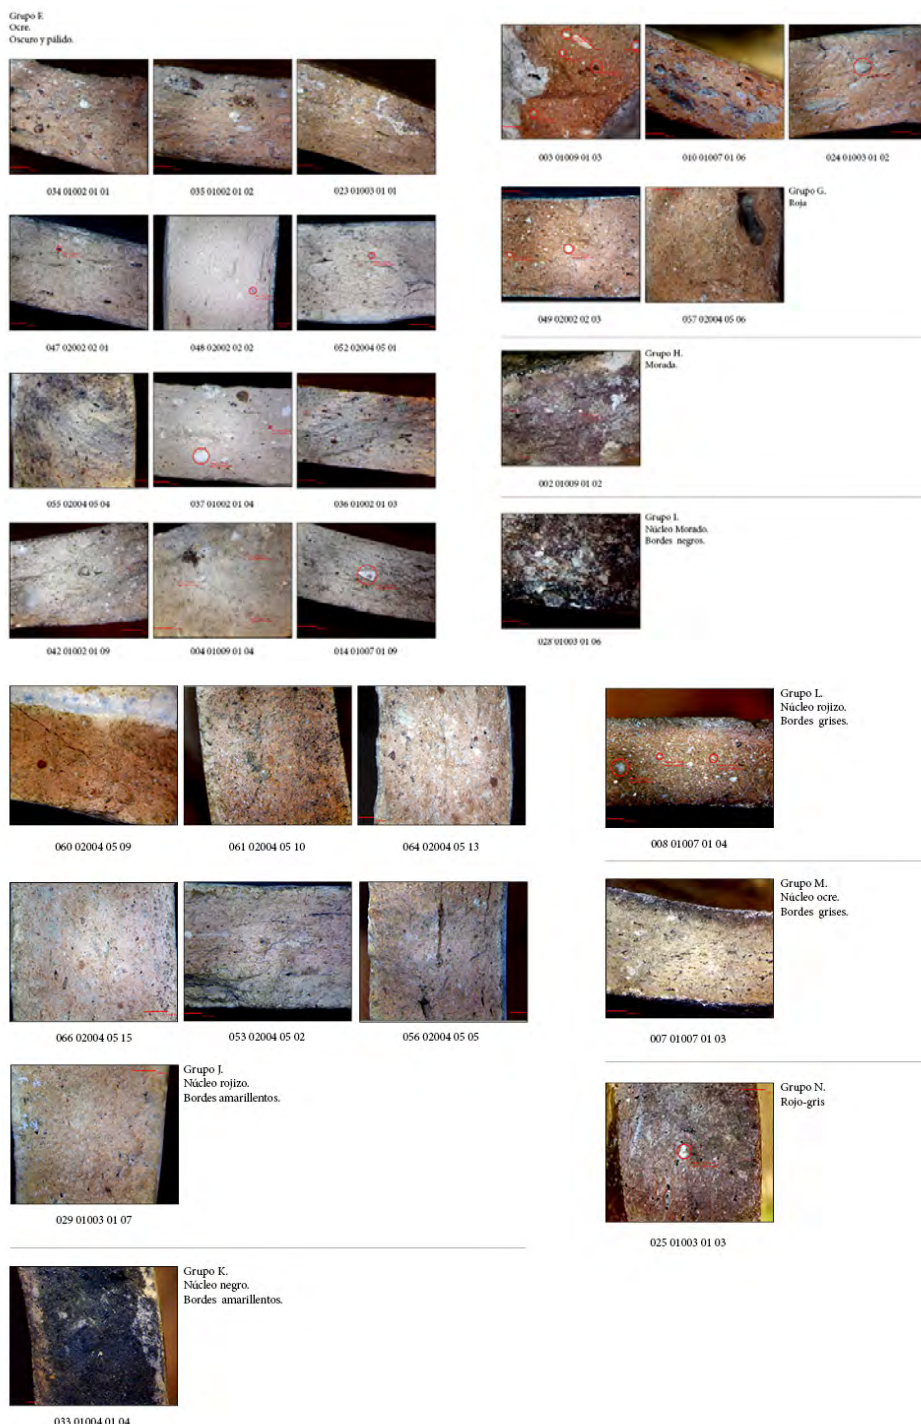 Grupo F.
Ocre.
Oscuro y pálido.
034 01002 01 01
035 01002 01 02
023 01003 01 01
047 02002 02 01
048 02002 02 02
052 02004 05 01
055 02004 05 04
037 01002 01 04
036 01002 01 03
042 01002 01 09
004 01009 01 04
014 01007 01 09
003 01009 01 03
010 01007 01 06
024 01003 01 02
Grupo G.
Roja
049 02002 02 03
057 02004 05 06
Grupo H.
Morada.
002 01009 01 02
Grupo I.
Núcleo Morado.
Bordes negros.
028 01003 01 06
060 02004 05 09
061 02004 05 10
064 02004 05 13
066 02004 05 15
053 02004 05 02
056 02004 05 05
Grupo J.
Núcleo rojizo.
Bordes amarillentos.
029 01003 01 07
Grupo K.
Núcleo negro.
Bordes amarillentos.
033 01004 01 04
Grupo L.
Núcleo rojizo.
Bordes grises.
008 01007 01 04
Grupo M.
Núcleo ocre.
Bordes grises.
007 01007 01 03
Grupo N.
Rojo-gris
025 01003 01 03